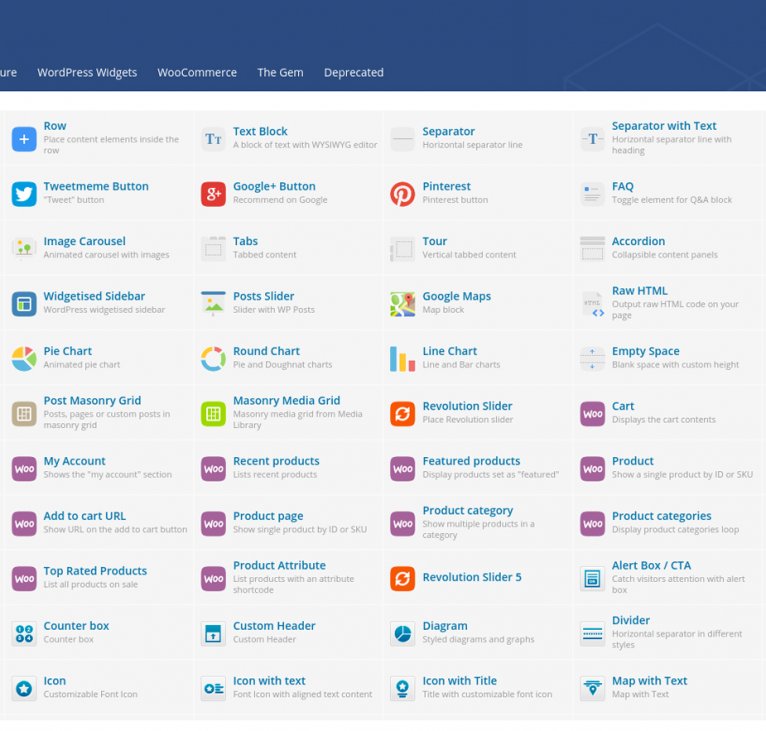 ure WordPress Widgets WooCommerce The Gem Deprecated
Row
Place content elements inside the
row
Text Block
A block of text with WYSIWYG editor
Separator
Horizontal separator line
Separator with Text
Horizontal separator line with
heading
Tweetmeme Button
"Tweet" button
Google+ Button
Recommend on Google
Pinterest
Pinterest button
FAQ
Toggle element for Q&A block
Image Carousel
Animated carousel with images
Tabs
Tabbed content
Tour
Vertical tabbed content
Accordion
Collapsible content panels
Widgetised Sidebar
WordPress widgetised sidebar
Posts Slider
Slider with WP Posts
Google Maps
Map block
Raw HTML
Output raw HTML code on your
page
Pie Chart
Animated pie chart
Round Chart
Pie and Doughnat charts
Line Chart
Line and Bar charts
Empty Space
Blank space with custom height
Post Masonry Grid
Posts, pages or custom posts in
masonry grid
Masonry Media Grid
Masonry media grid from Media
Library
Revolution Slider
Place Revolution slider
Woo
Cart
Displays the cart contents
Woo
My Account
Shows the "my account" section
Woo
Recent products
Lists recent products
Woo
Featured products
Display products set as "featured"
Woo
Product
Show a single product by ID or SKU
Woo
Add to cart URL
Show URL on the add to cart button
Woo
Product page
Show single product by ID or SKU
Woo
Product category
Show multiple products in a
category
Woo
Product categories
Display product categories loop
Woo
Top Rated Products
List all products on sale
Woo
Product Attribute
List products with an attribute
shortcode
Revolution Slider 5
Alert Box / CTA
Catch visitors attention with alert
box
Counter box
Counter box
Custom Header
Custom Header
Diagram
Styled diagrams and graphs
Divider
Horizontal separator in different
styles
Icon
Customizable Font Icon
Icon with text
Font Icon with aligned text content
Icon with Title
Title with customizable font icon
Map with Text
Map with Text